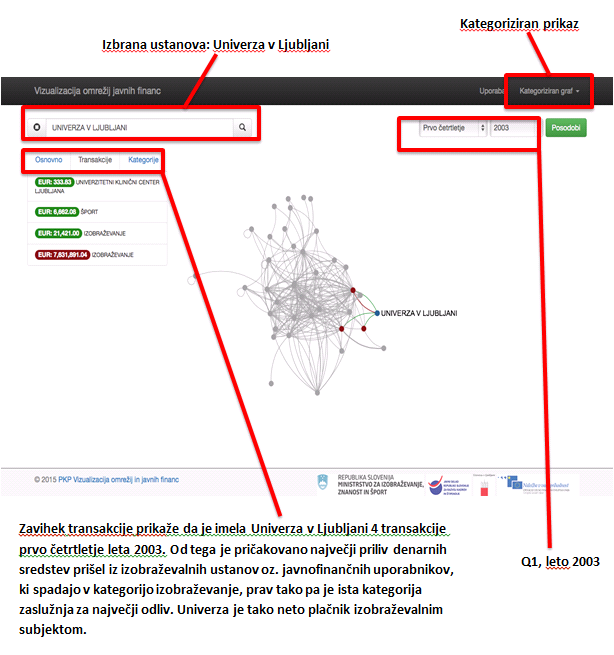 Kategoriziran prikaz
Izbrana ustanova: Univerza v Ljubljani
Vizualizacija omrežij javnih financ
Uporaba
Kategoriziran graf
UNIVERZA V LJUBLJANI
Prvo četrtletje
2003
Posodobi
Osnovno
Transakcije
Kategorije
EUR: 333.63 UNIVERZITETNI KLINIČNI CENTER
LJUBLJANA
EUR: 6,662.08 ŠPORT
EUR: 21,421.00 IZOBRAŽEVANJE
EUR: 7,631,891.04 IZOBRAŽEVANJE
UNIVERZA V LJUBLJANI
© 2015 PKP Vizualizacija omrežij in javnih financ
REPUBLIKA SLOVENIJA
MINISTRSTVO ZA IZOBRAŽEVANJE,
ZNANOST IN ŠPORT
Zavihek transakcije prikaže da je imela Univerza v Ljubljani 4 transakcije
prvo četrtletje leta 2003. Od tega je pričakovano največji priliv denarnih
sredstev prišel iz izobraževalnih ustanov oz. javnofinančnih uporabnikov,
ki spadajo v kategorijo izobraževanje, prav tako pa je ista kategorija
zaslužnja za največji odliv. Univerza je tako neto plačnik izobraževalnim
subjektom.
Q1, leto 2003